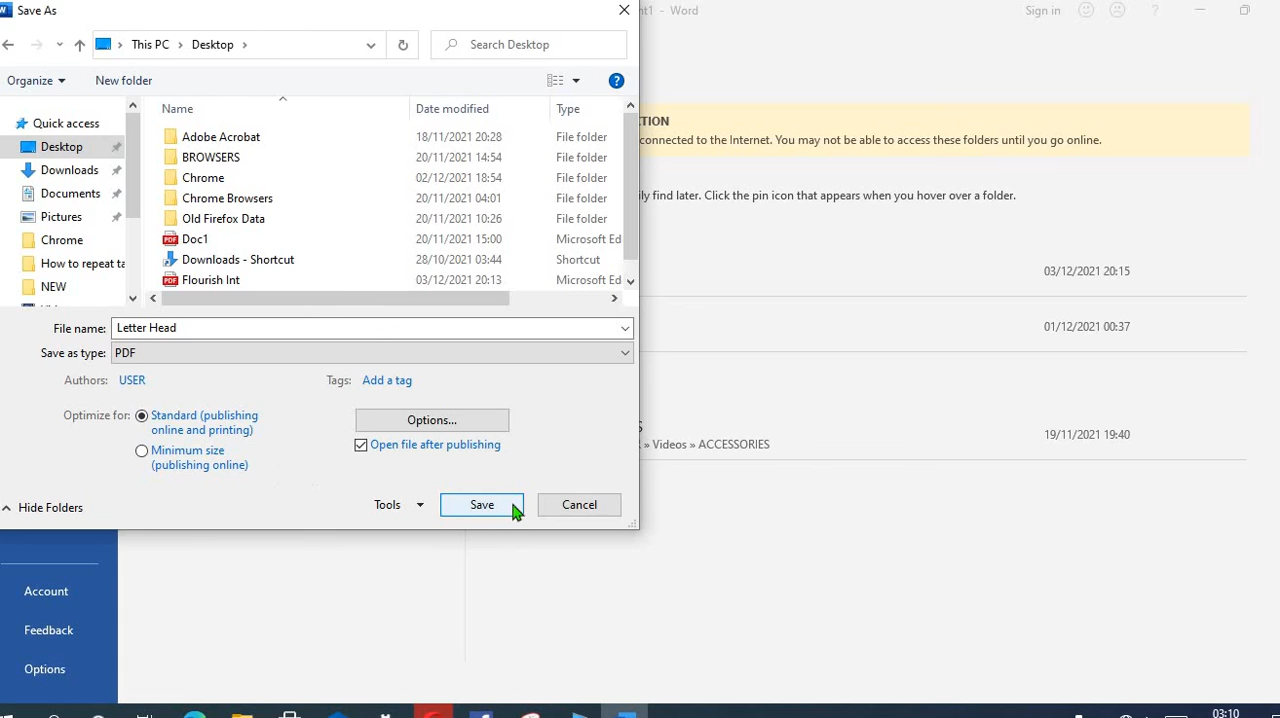 Save As
nt1 - Word
Sign in
This PC
Desktop
Search Desktop
Organize
New folder
Name
Date modified
Type
Quick access
Desktop
Downloads
Documents
Pictures
Chrome
How to repeat ta
NEW
Adobe Acrobat 18/11/2021 20:28 File folder
BROWSERS 20/11/2021 14:54 File folder
Chrome 02/12/2021 18:54 File folder
Chrome Browsers 20/11/2021 04:01 File folder
Old Firefox Data 20/11/2021 10:26 File folder
Doc1 20/11/2021 15:00 Microsoft Ed
Downloads - Shortcut 28/10/2021 03:44 Shortcut
Flourish Int 03/12/2021 20:13 Microsoft Ed
File name: Letter Head
Save as type: PDF
Authors: USER
Tags: Add a tag
Optimize for: Standard (publishing
online and printing)
Minimum size
(publishing online)
Options...
Open file after publishing
Hide Folders
Tools
Save
Cancel
TION
connected to the Internet. You may not be able to access these folders until you go online.
ily find later. Click the pin icon that appears when you hover over a folder.
03/12/2021 20:15
01/12/2021 00:37
S
» Videos » ACCESSORIES
19/11/2021 19:40
Account
Feedback
Options
03:10